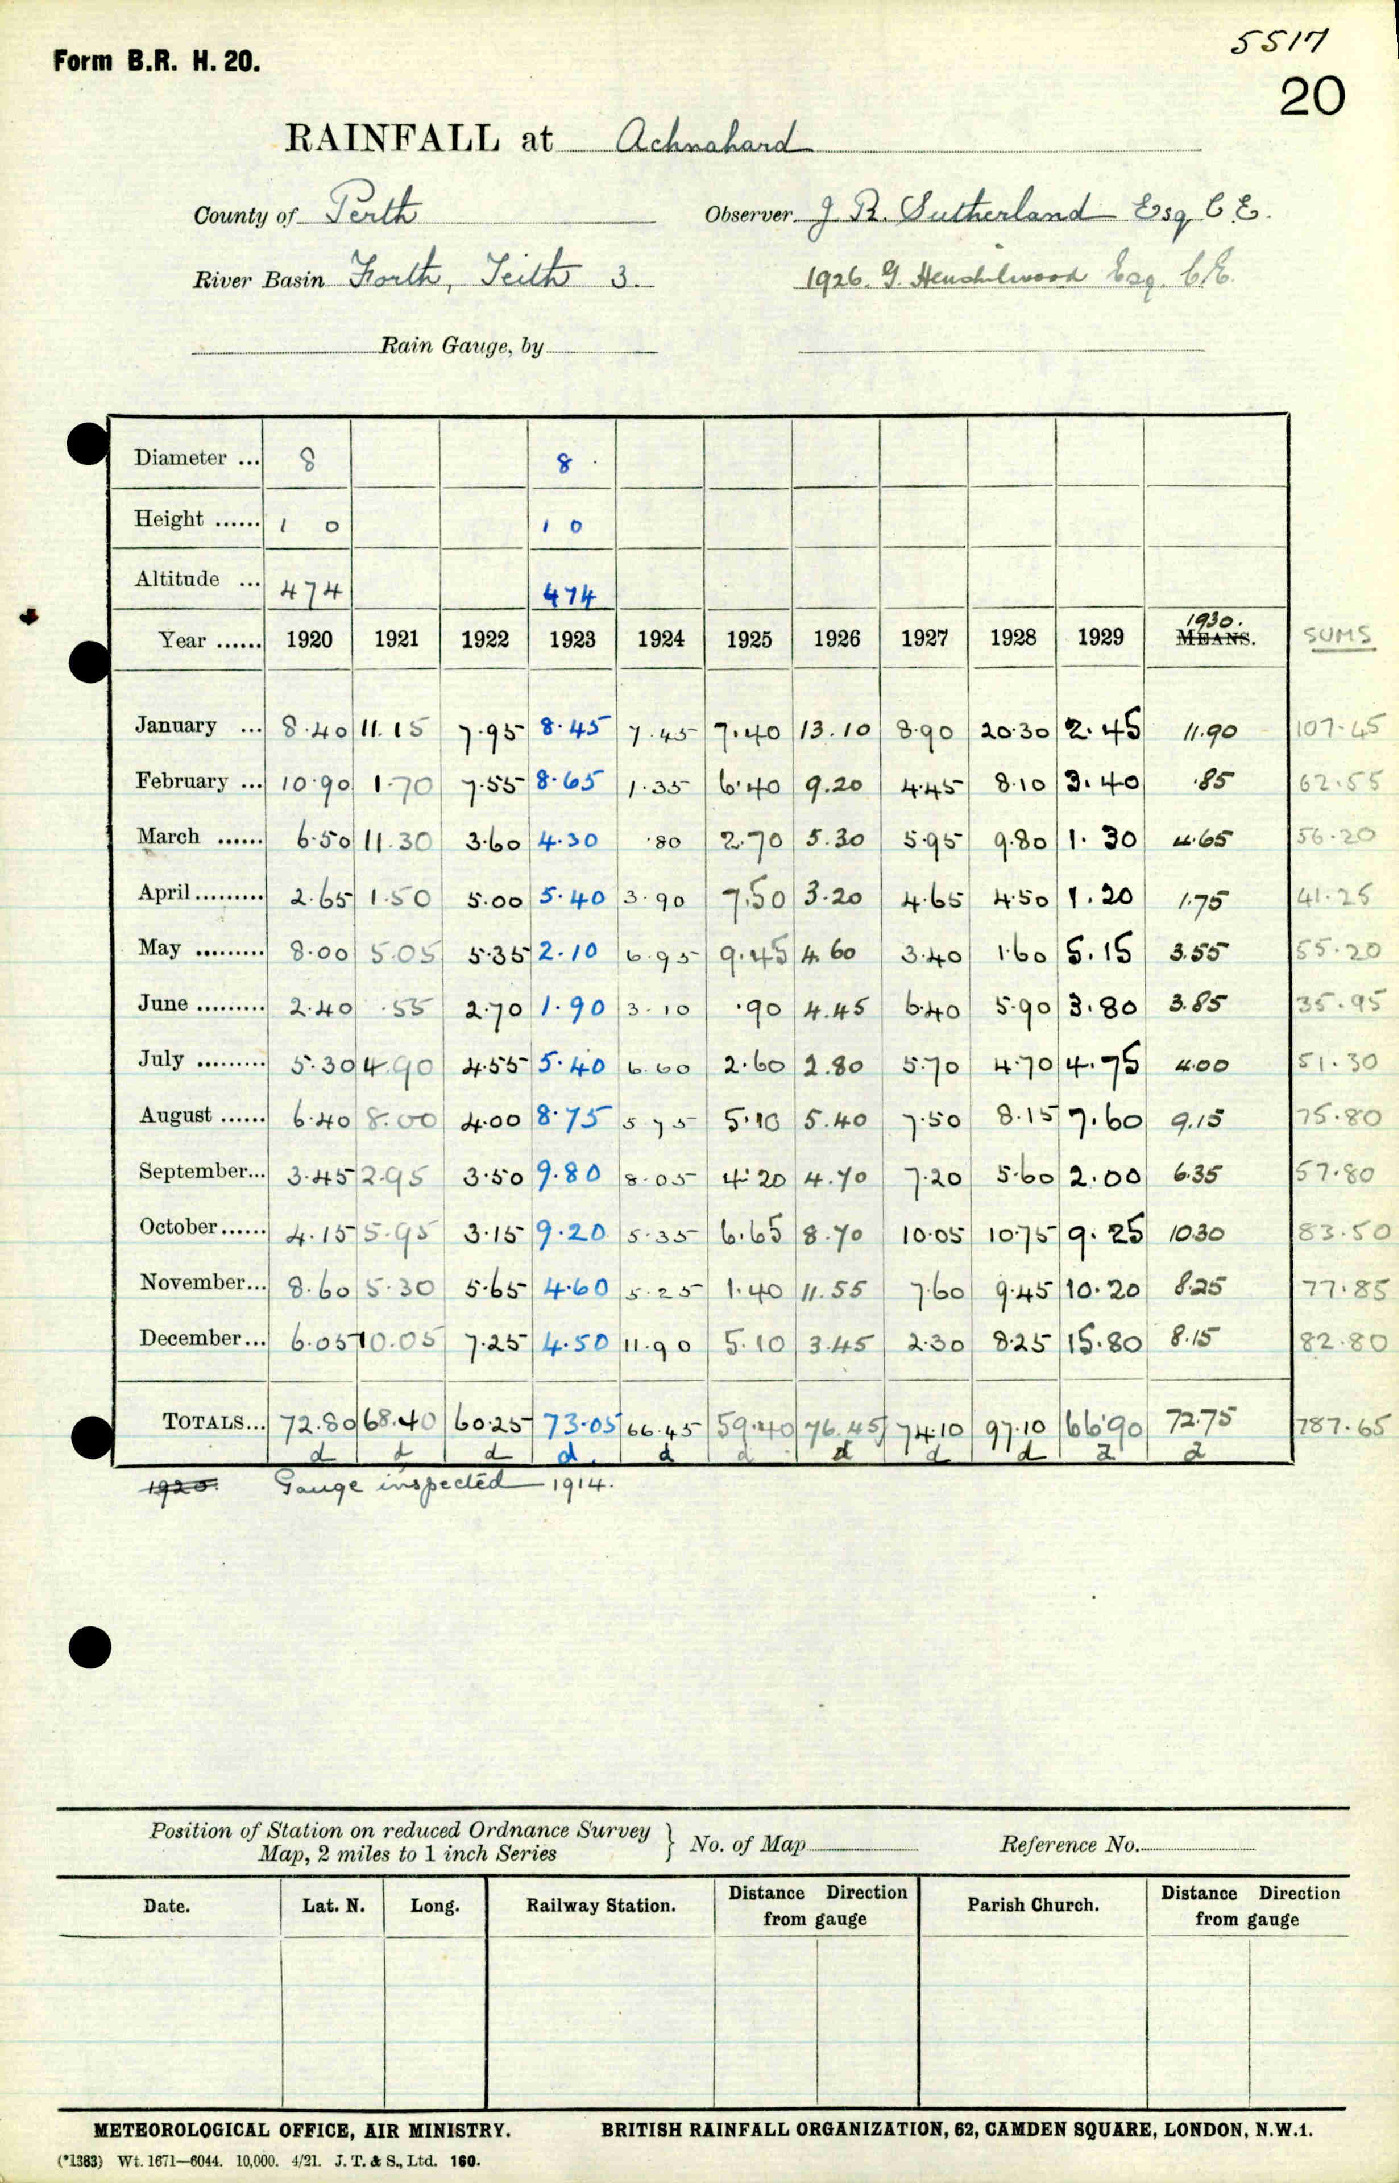 5517
Form B.R. H. 20.
20
RAINFALL at Achnahard
County of Perth Observer J R. Sutherland Esq C.E.
River Basin Forth, Teith 3. 1926. G. Henshilwood Esq. C.E.
Rain Gauge, by
Diameter ... 8 8
Height ...... 1 0 1 0
Altitude ... 474 474
1930.
Year ...... 1920 1921 1922 1923 1924 1925 1926 1927 1928 1929 MEANS. SUMS
January ... 8.40 11.15 7.95 8.45 7.45 7.40 13.10 8.90 20.30 2.45 11.90 107.45
February ... 10.90 1.70 7.55 8.65 1.35 6.40 9.20 4.45 8.10 3.40 .85 62.55
March ...... 6.50 11.30 3.60 4.30 .80 2.70 5.30 5.95 9.80 1.30 4.65 56.20
April ......... 2.65 1.50 5.00 5.40 3.90 7.50 3.20 4.65 4.50 1.20 1.75 41.25
May ......... 8.00 5.05 5.35 2.10 6.95 9.45 4.60 3.40 1.60 5.15 3.55 55.20
June ......... 2.40 .55 2.70 1.90 3.10 .90 4.45 6.40 5.90 3.80 3.85 35.95
July ......... 5.30 4.90 4.55 5.40 6.60 2.60 2.80 5.70 4.70 4.75 4.00 51.30
August ...... 6.40 8.00 4.00 8.75 5.75 5.10 5.40 7.50 8.15 7.60 9.15 75.80
September... 3.45 2.95 3.50 9.80 8.05 4.20 4.70 7.20 5.60 2.00 6.35 57.80
October...... 4.15 5.95 3.15 9.20 5.35 6.65 8.70 10.05 10.75 9.25 10.30 83.50
November... 8.60 5.30 5.65 4.60 5.25 1.40 11.55 7.60 9.45 10.20 8.25 77.85
December... 6.05 10.05 7.25 4.50 11.90 5.10 3.45 2.30 8.25 15.80 8.15 82.80
TOTALS... 72.80 68.40 60.25 73.05 66.45 59.40 76.45 74.10 97.10 66.90 72.75 787.65
d d d d d d d d d d d
1925. Gauge inspected 1914.
Position of Station on reduced Ordnance Survey
Map, 2 miles to 1 inch Series } No. of Map Reference No.
Date. Lat. N. Long. Railway Station. Distance Direction from gauge Parish Church. Distance Direction from gauge
METEOROLOGICAL OFFICE, AIR MINISTRY. BRITISH RAINFALL ORGANIZATION, 62, CAMDEN SQUARE, LONDON, N.W.1.
(*1383) Wt. 1671—6044. 10,000. 4/21. J. T. & S., Ltd. 160.